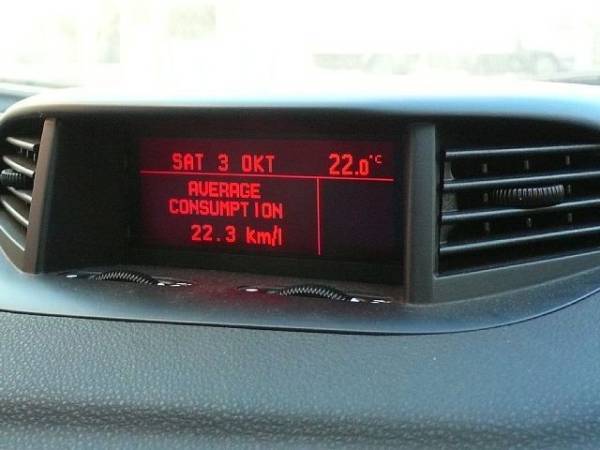 SAT 3 OKT 22.0°C
AVERAGE
CONSUMPTION
22.3 km/l